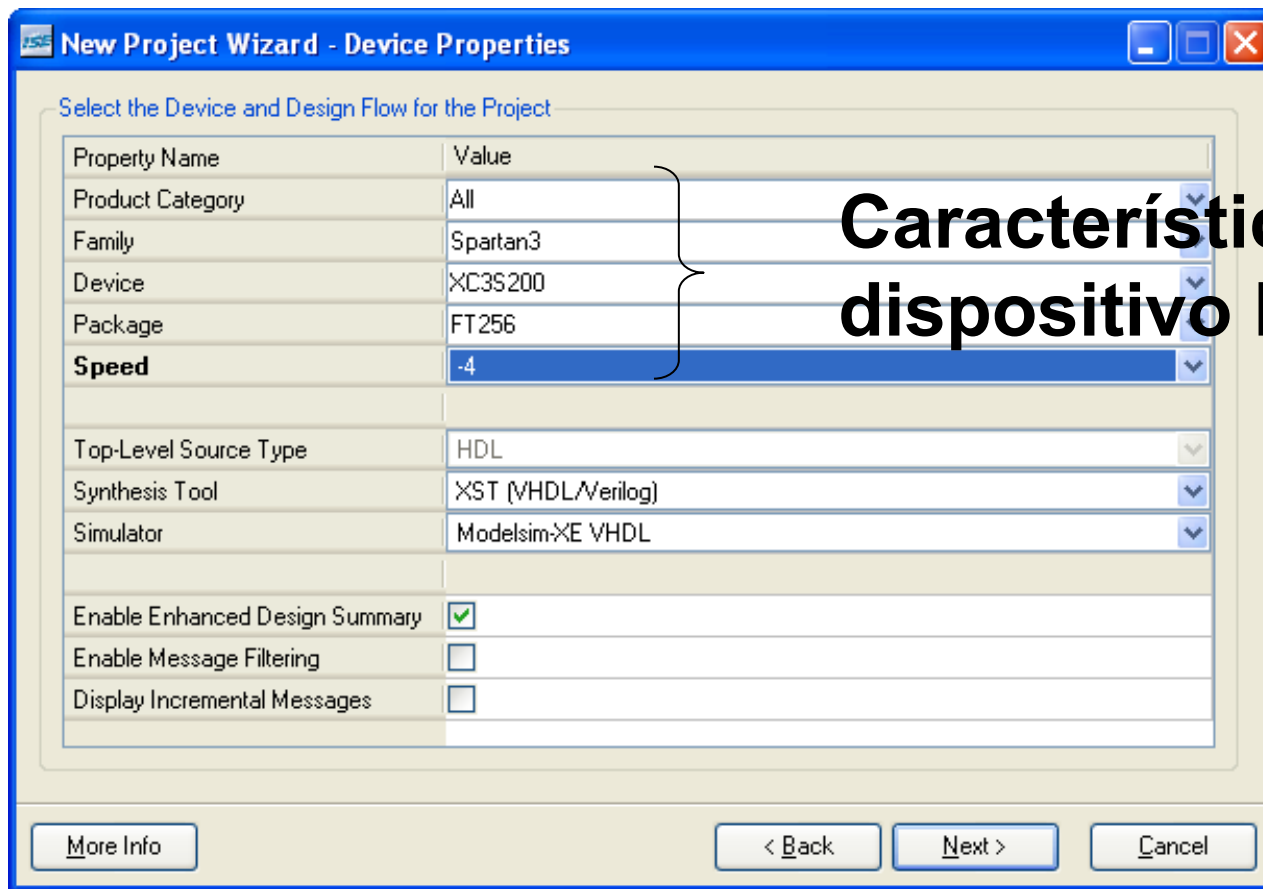 ISE New Project Wizard - Device Properties
Select the Device and Design Flow for the Project
Property Name Value
Product Category All
Family Spartan3
Device XC3S200
Package FT256
Speed -4
dispositivo
Top-Level Source Type HDL
Synthesis Tool XST (VHDL/Verilog)
Simulator Modelsim-XE VHDL
Enable Enhanced Design Summary
Enable Message Filtering
Display Incremental Messages
More Info < Back Next > Cancel